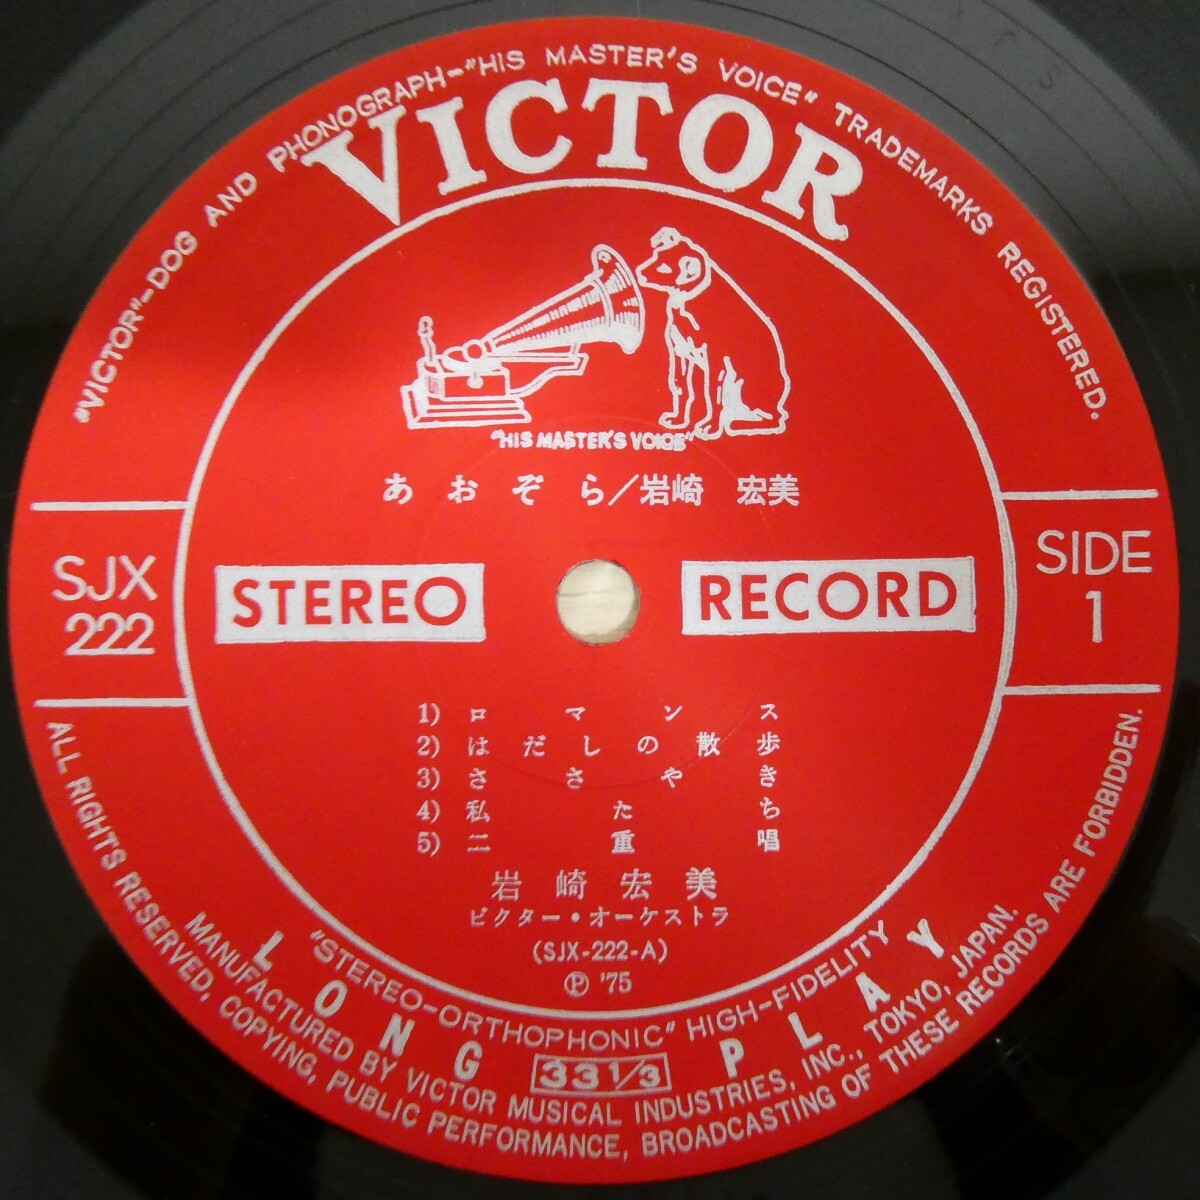 "VICTOR"–DOG AND PHONOGRAPH–"HIS MASTER'S VOICE" TRADEMARKS REGISTERED.
VICTOR
"HIS MASTER'S VOICE"
あおぞら/岩崎 宏美
SJX
222
STEREO
RECORD
SIDE
1
1) ロマンス
2) はだしの散歩
3) ささやき
4) 私たち
5) 二重唱
岩崎宏美
ビクター・オーケストラ
(SJX-222-A)
Ⓟ '75
"STEREO–ORTHOPHONIC" HIGH–FIDELITY
LONG PLAY
33 1/3
MANUFACTURED BY VICTOR MUSICAL INDUSTRIES, INC., TOKYO, JAPAN.
ALL RIGHTS RESERVED, COPYING, PUBLIC PERFORMANCE, BROADCASTING OF THESE RECORDS ARE FORBIDDEN.